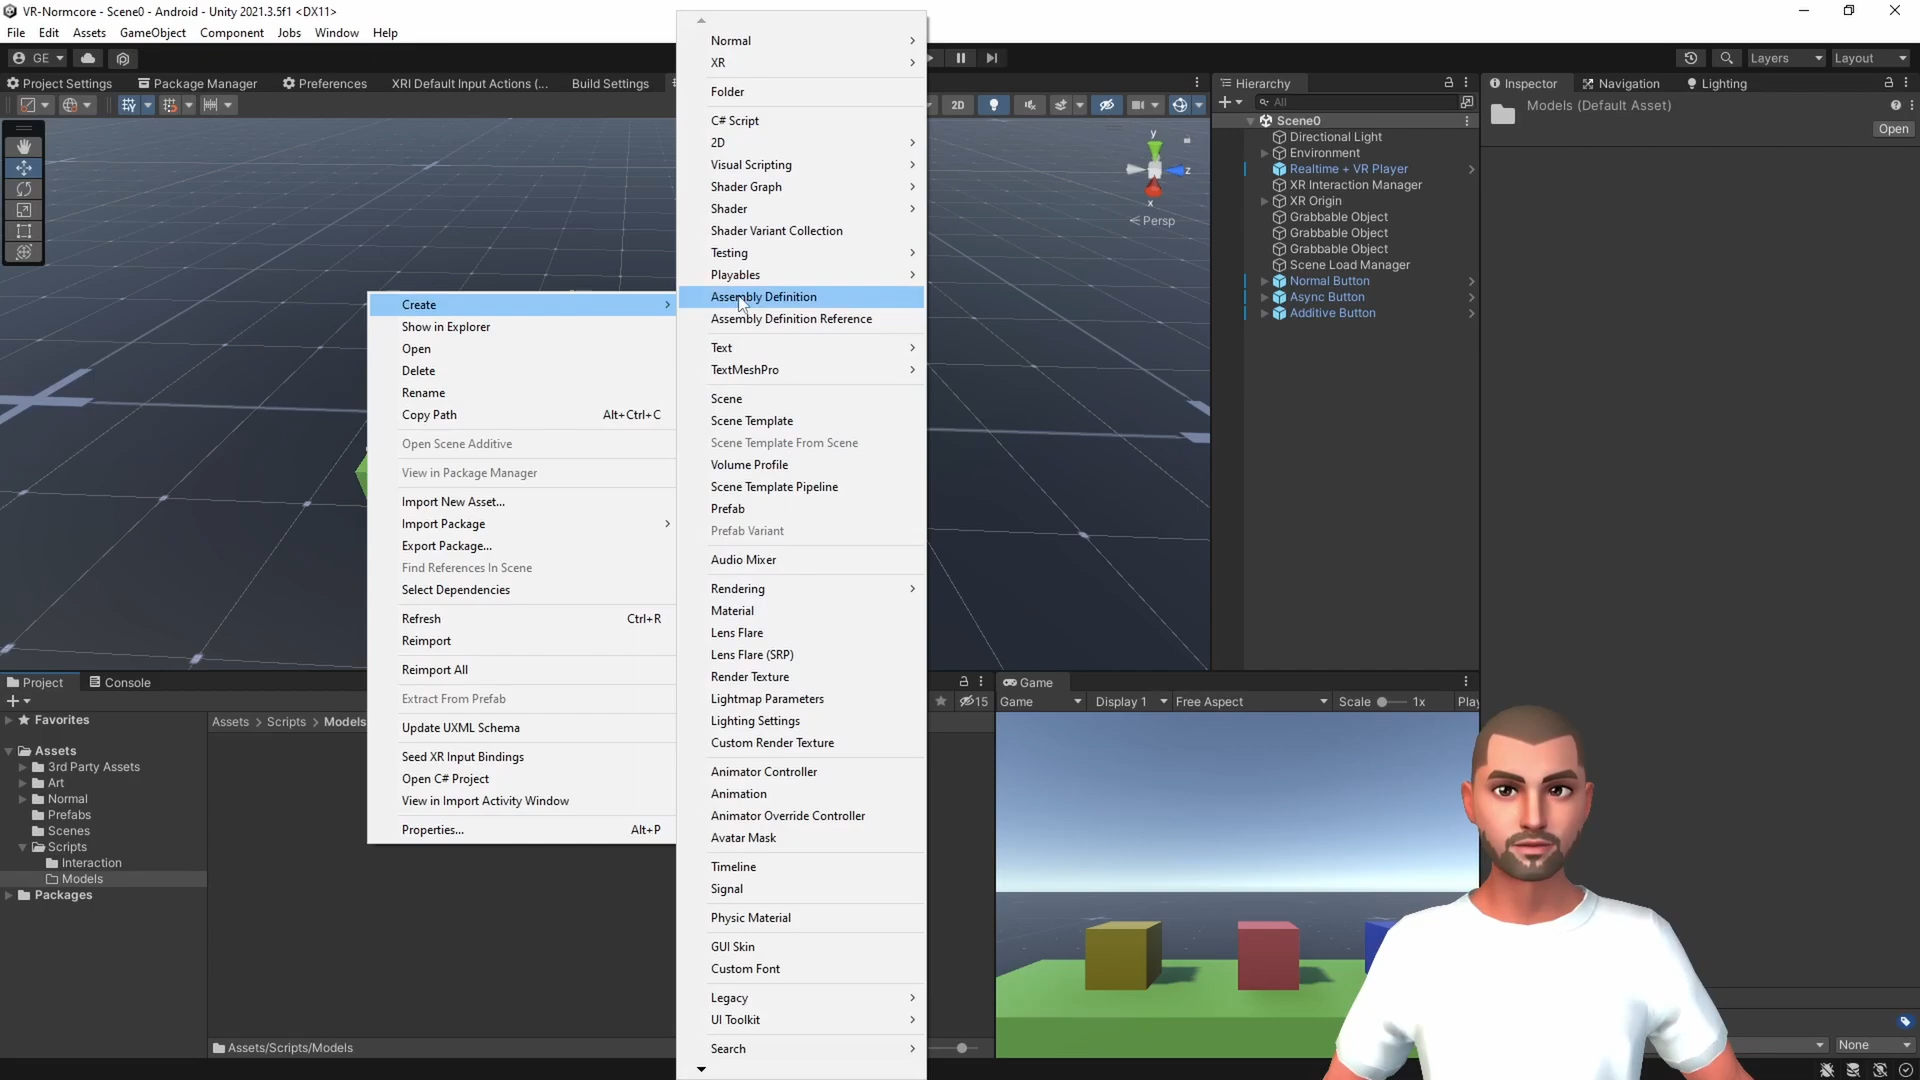 VR-Normcore - Scene0 - Android - Unity 2021.3.5f1 <DX11>
File Edit Assets GameObject Component Jobs Window Help
GE
Layers Layout
Project Settings Package Manager Preferences XRI Default Input Actions (... Build Settings
2D
y
z
x
Persp
Create
Show in Explorer
Open
Delete
Rename
Copy Path Alt+Ctrl+C
Open Scene Additive
View in Package Manager
Import New Asset...
Import Package
Export Package...
Find References In Scene
Select Dependencies
Refresh Ctrl+R
Reimport
Reimport All
Extract From Prefab
Update UXML Schema
Seed XR Input Bindings
Open C# Project
View in Import Activity Window
Properties... Alt+P
Normal
XR
Folder
C# Script
2D
Visual Scripting
Shader Graph
Shader
Shader Variant Collection
Testing
Playables
Assembly Definition
Assembly Definition Reference
Text
TextMeshPro
Scene
Scene Template
Scene Template From Scene
Volume Profile
Scene Template Pipeline
Prefab
Prefab Variant
Audio Mixer
Rendering
Material
Lens Flare
Lens Flare (SRP)
Render Texture
Lightmap Parameters
Lighting Settings
Custom Render Texture
Animator Controller
Animation
Animator Override Controller
Avatar Mask
Timeline
Signal
Physic Material
GUI Skin
Custom Font
Legacy
UI Toolkit
Search
Hierarchy
All
Scene0
Directional Light
Environment
Realtime + VR Player
XR Interaction Manager
XR Origin
Grabbable Object
Grabbable Object
Grabbable Object
Scene Load Manager
Normal Button
Async Button
Additive Button
Inspector Navigation Lighting
Models (Default Asset)
Open
Project Console
Favorites
Assets
3rd Party Assets
Art
Normal
Prefabs
Scenes
Scripts
Interaction
Models
Packages
Assets > Scripts > Models
15
Assets/Scripts/Models
Game
Game Display 1 Free Aspect Scale 1x Play
None